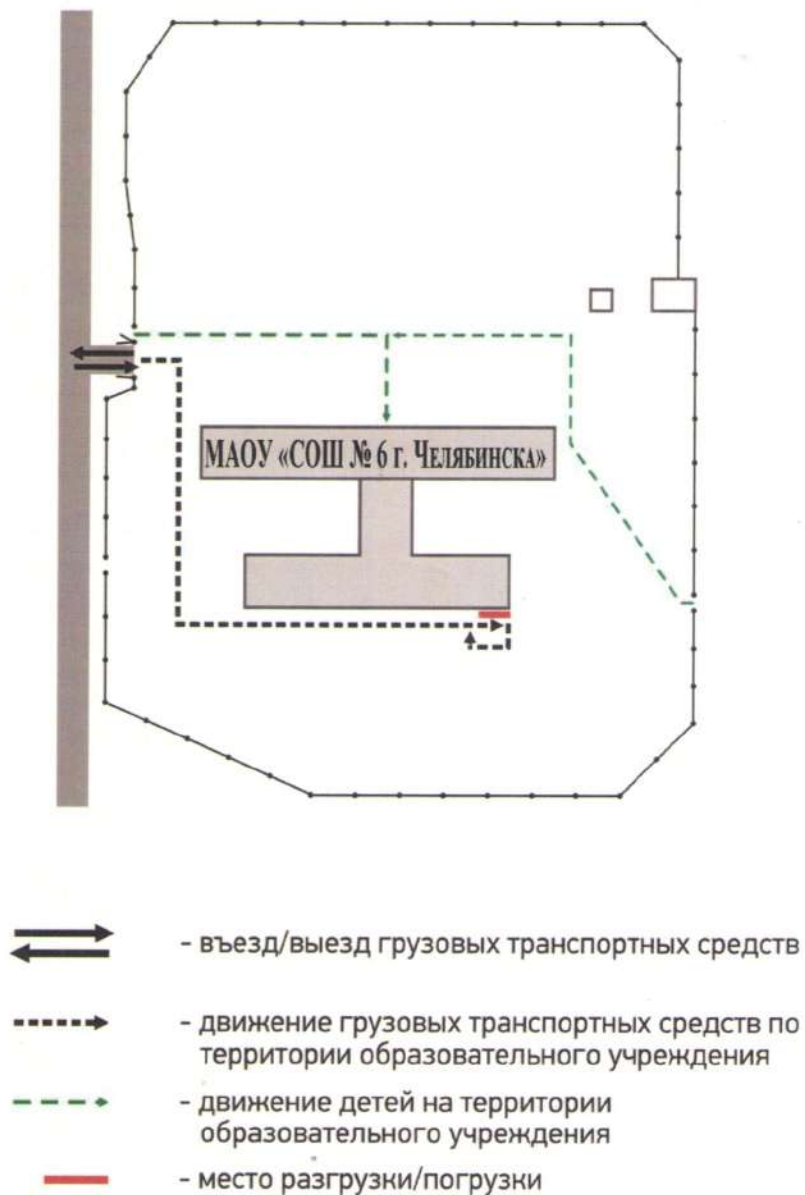 МАОУ «СОШ № 6 г. ЧЕЛЯБИНСКА»
- въезд/выезд грузовых транспортных средств
- движение грузовых транспортных средств по
территории образовательного учреждения
- движение детей на территории
образовательного учреждения
- место разгрузки/погрузки